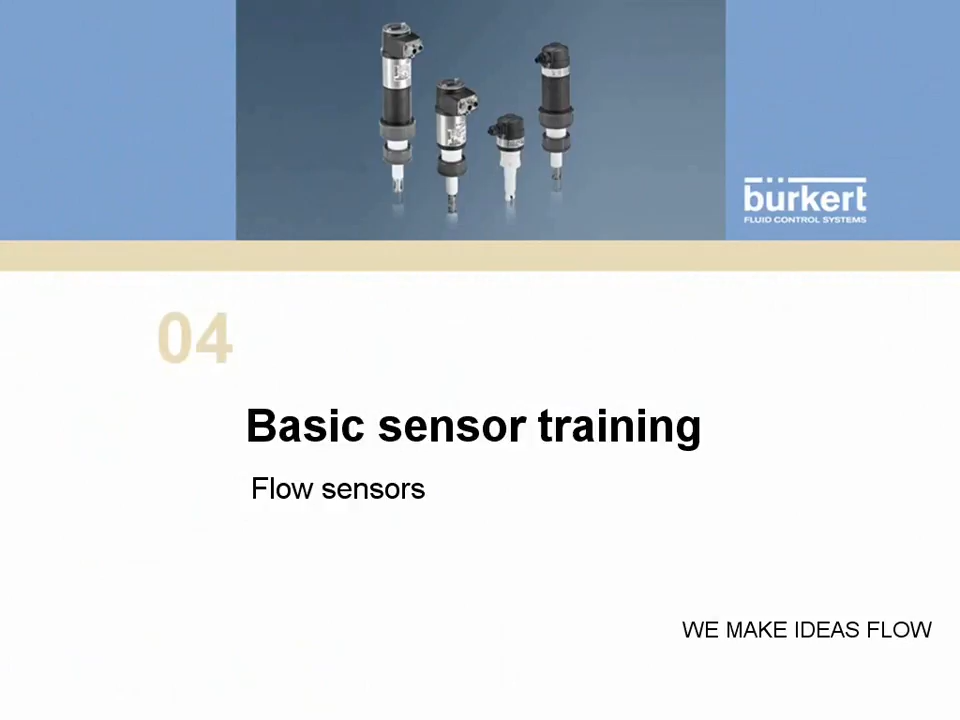 bürkert
FLUID CONTROL SYSTEMS
04
Basic sensor training
Flow sensors
WE MAKE IDEAS FLOW